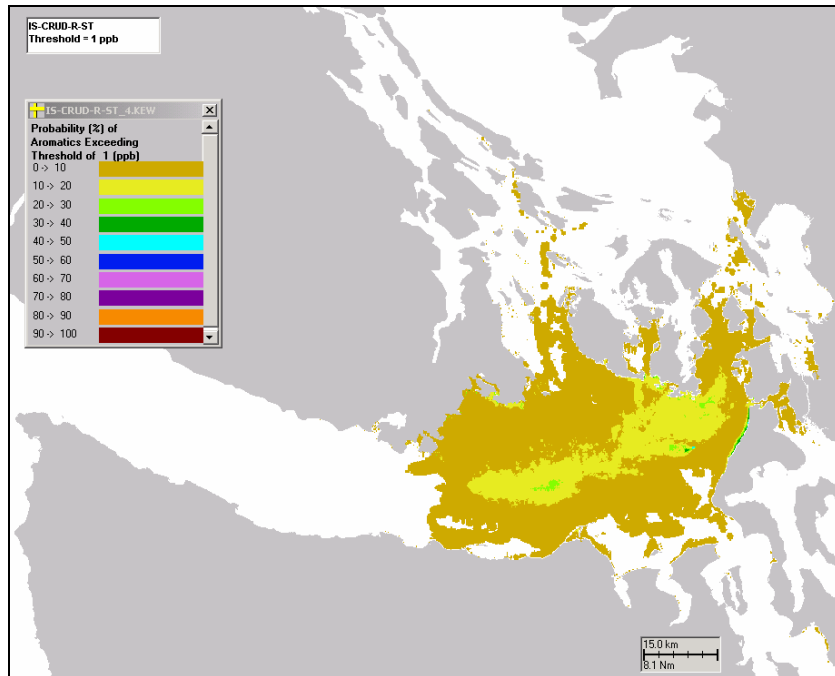 IS-CRUD-R-ST
Threshold = 1 ppb
IS-CRUD-R-ST_4.KEW
Probability (%) of
Aromatics Exceeding
Threshold of 1 (ppb)
0 -> 10
10 -> 20
20 -> 30
30 -> 40
40 -> 50
50 -> 60
60 -> 70
70 -> 80
80 -> 90
90 -> 100
15.0 km
8.1 Nm